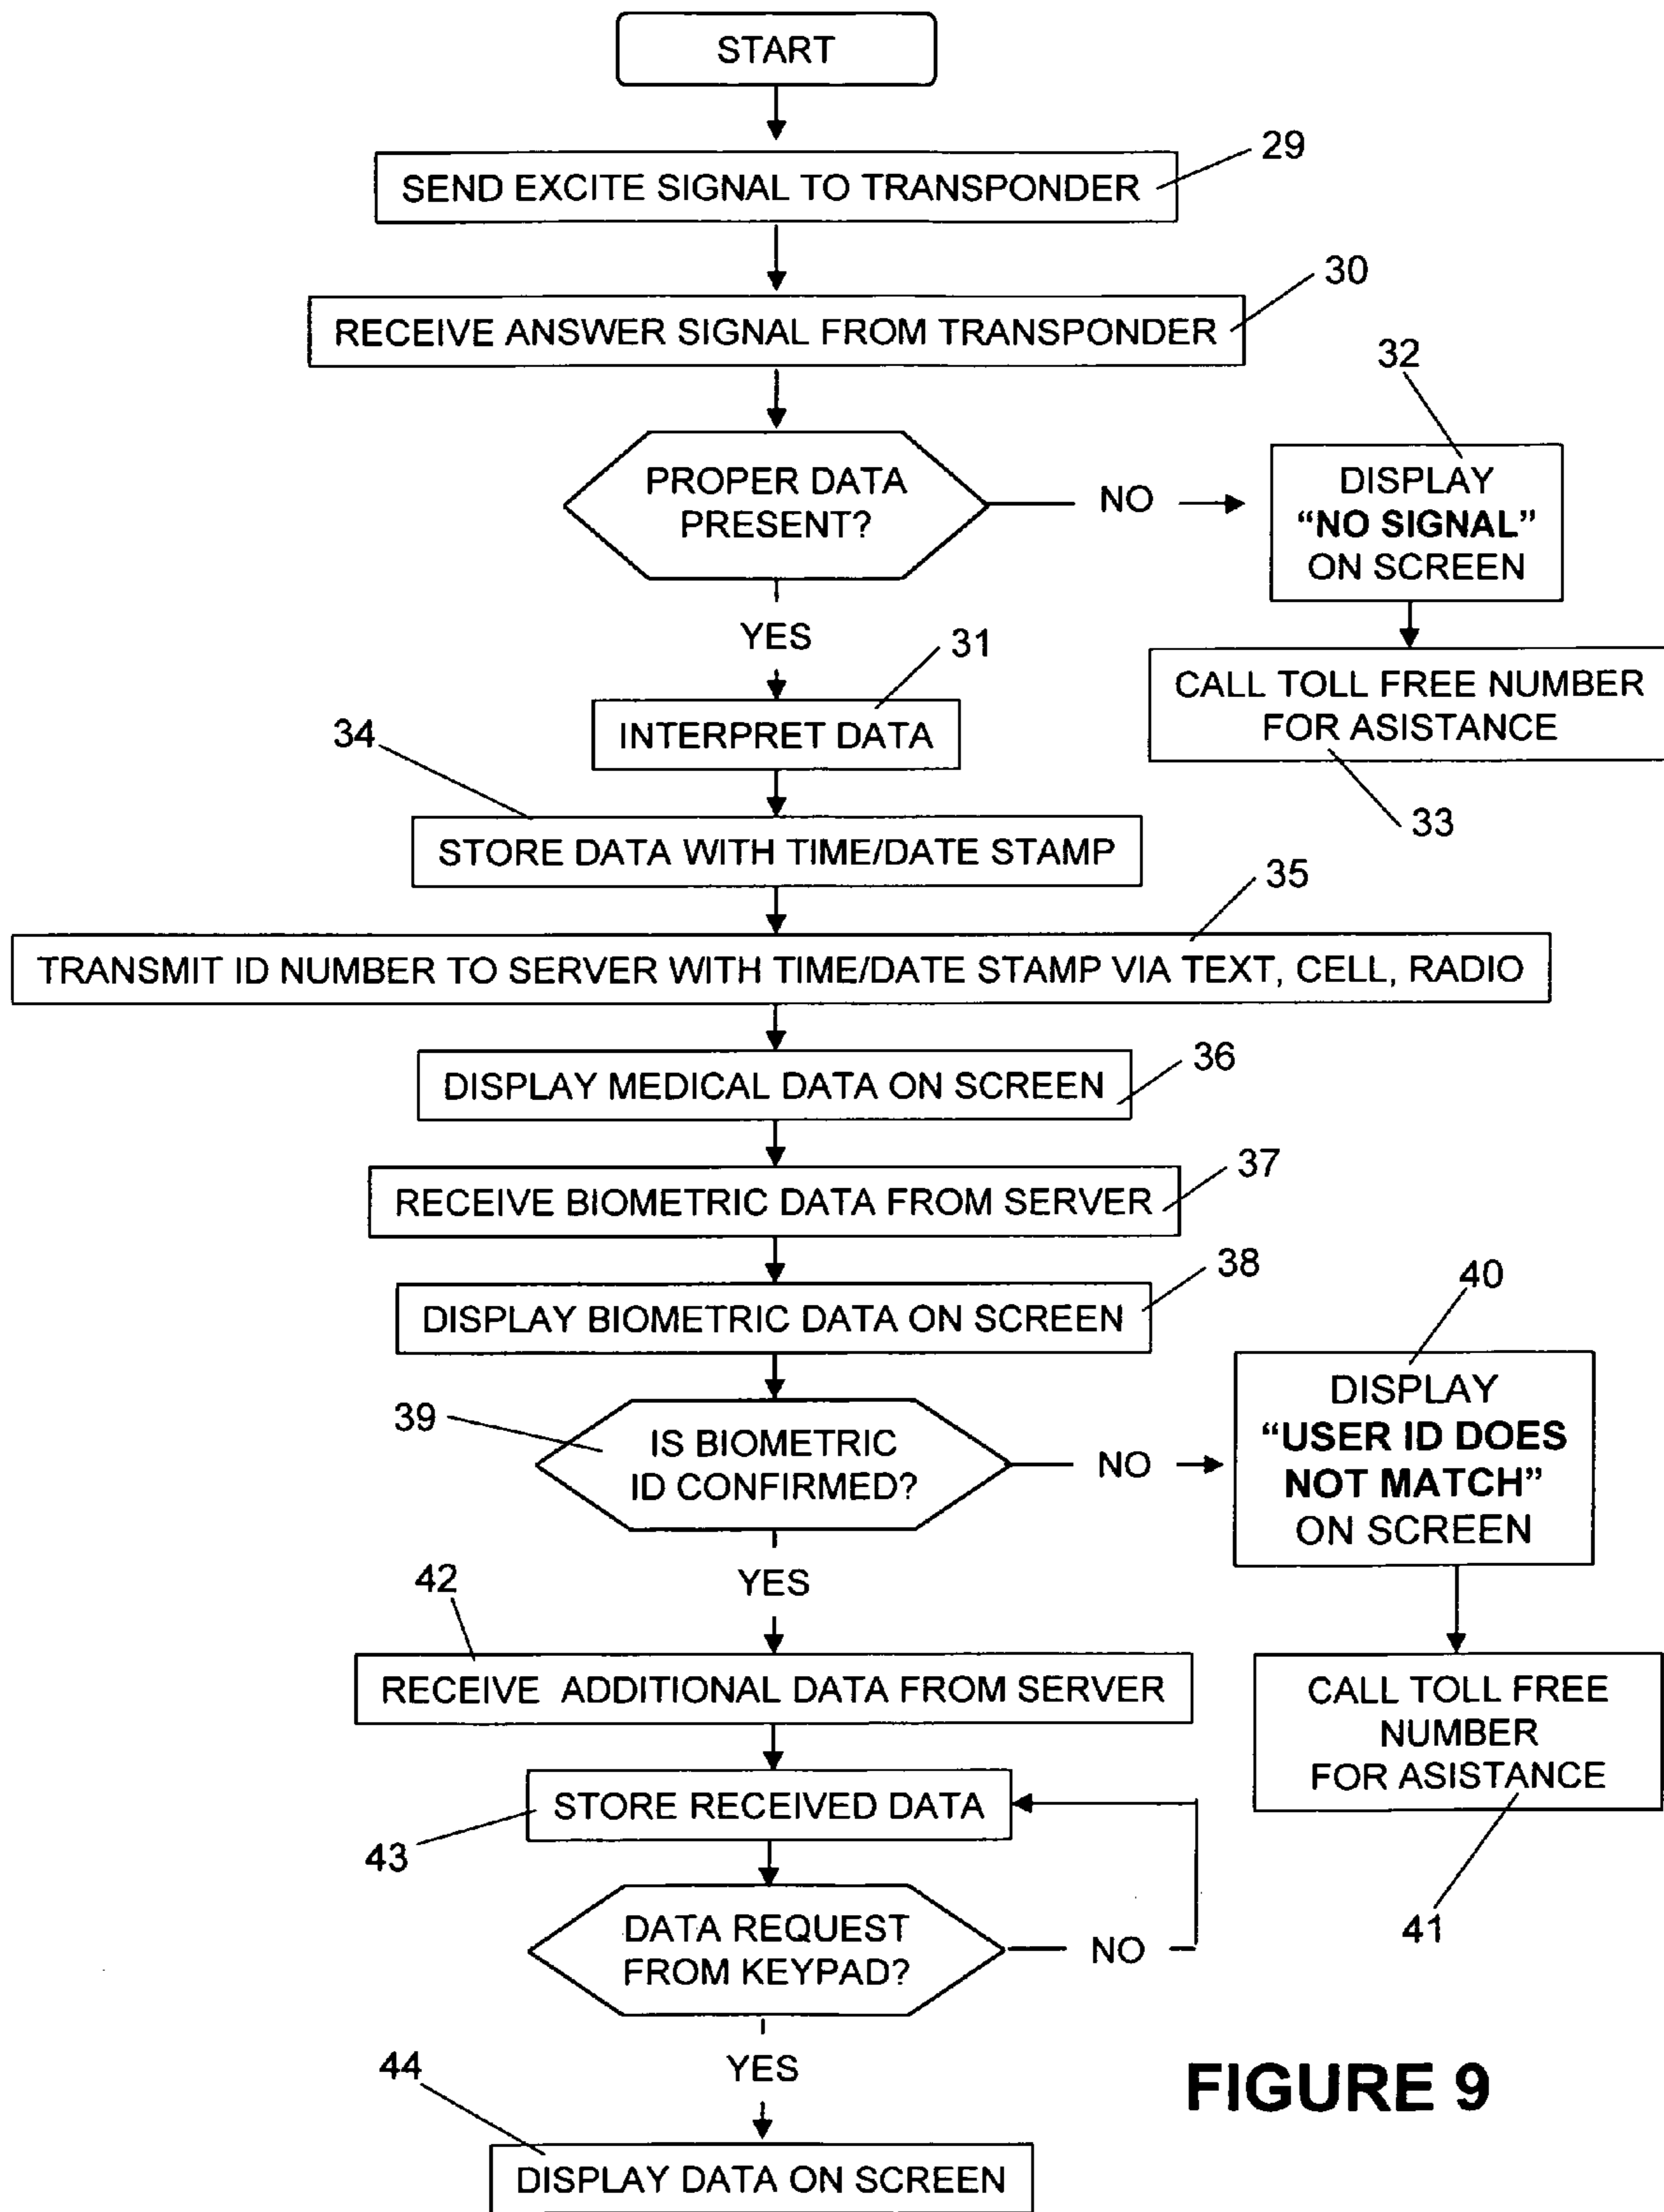 START
SEND EXCITE SIGNAL TO TRANSPONDER
29
RECEIVE ANSWER SIGNAL FROM TRANSPONDER
30
PROPER DATA
PRESENT?
NO
32
DISPLAY
“NO SIGNAL”
ON SCREEN
CALL TOLL FREE NUMBER
FOR ASISTANCE
33
YES
31
INTERPRET DATA
34
STORE DATA WITH TIME/DATE STAMP
35
TRANSMIT ID NUMBER TO SERVER WITH TIME/DATE STAMP VIA TEXT, CELL, RADIO
36
DISPLAY MEDICAL DATA ON SCREEN
37
RECEIVE BIOMETRIC DATA FROM SERVER
38
DISPLAY BIOMETRIC DATA ON SCREEN
39
IS BIOMETRIC
ID CONFIRMED?
NO
40
DISPLAY
“USER ID DOES
NOT MATCH”
ON SCREEN
CALL TOLL FREE
NUMBER
FOR ASISTANCE
41
YES
42
RECEIVE ADDITIONAL DATA FROM SERVER
STORE RECEIVED DATA
43
DATA REQUEST
FROM KEYPAD?
NO
YES
44
DISPLAY DATA ON SCREEN
FIGURE 9